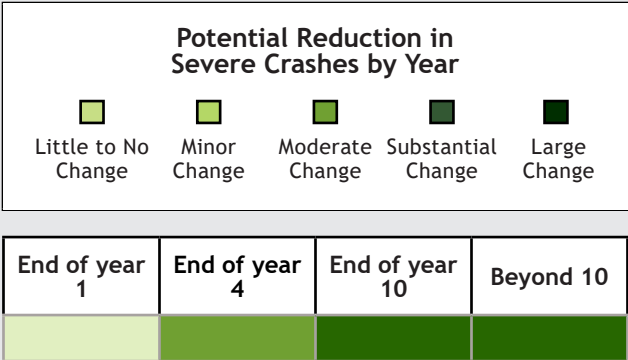 Potential Reduction in
Severe Crashes by Year
Little to No
Change
Minor
Change
Moderate
Change
Substantial
Change
Large
Change
End of year
1
End of year
4
End of year
10
Beyond 10